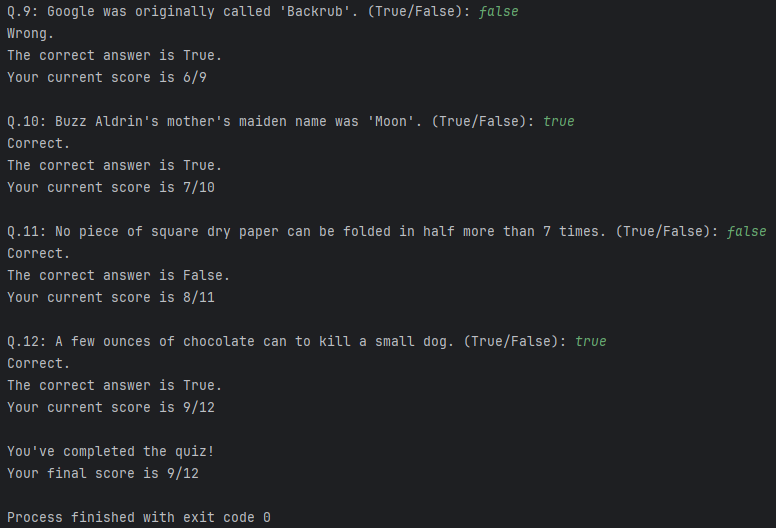 Q.9: Google was originally called 'Backrub'. (True/False): false
Wrong.
The correct answer is True.
Your current score is 6/9
Q.10: Buzz Aldrin's mother's maiden name was 'Moon'. (True/False): true
Correct.
The correct answer is True.
Your current score is 7/10
Q.11: No piece of square dry paper can be folded in half more than 7 times. (True/False): false
Correct.
The correct answer is False.
Your current score is 8/11
Q.12: A few ounces of chocolate can to kill a small dog. (True/False): true
Correct.
The correct answer is True.
Your current score is 9/12
You've completed the quiz!
Your final score is 9/12
Process finished with exit code 0